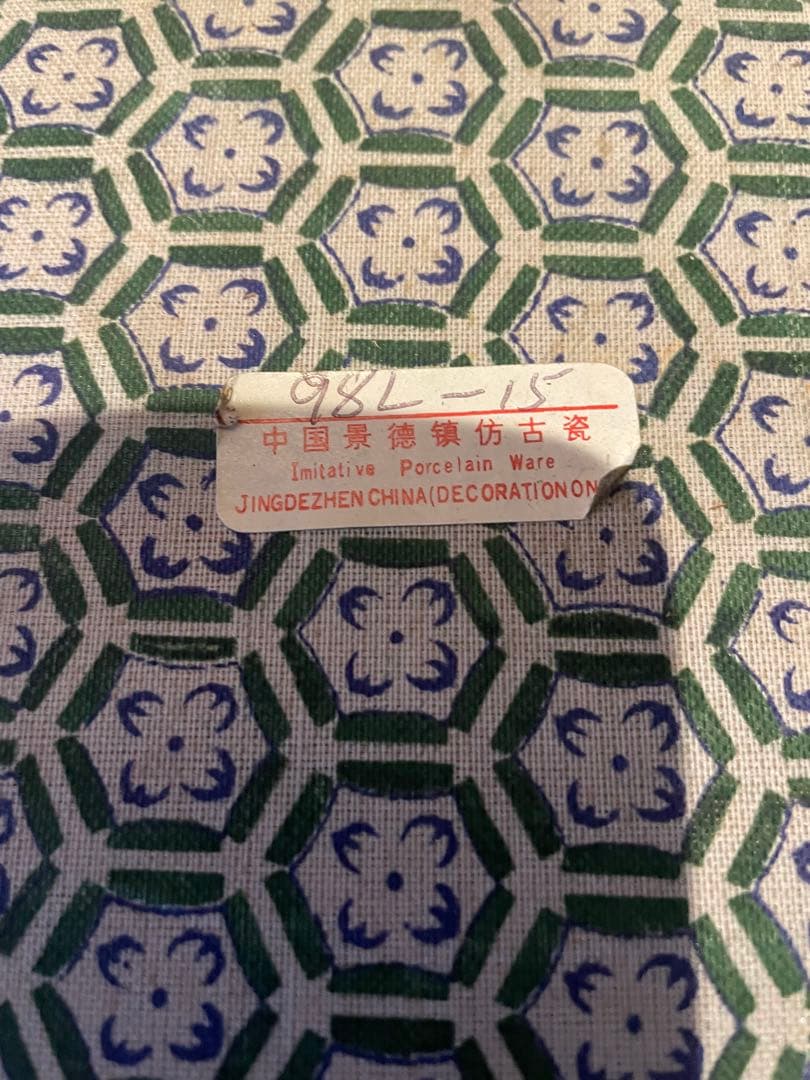 98L-15
中国景德镇仿古瓷
Imitative Porcelain Ware
JINGDEZHEN CHINA(DECORATION ON